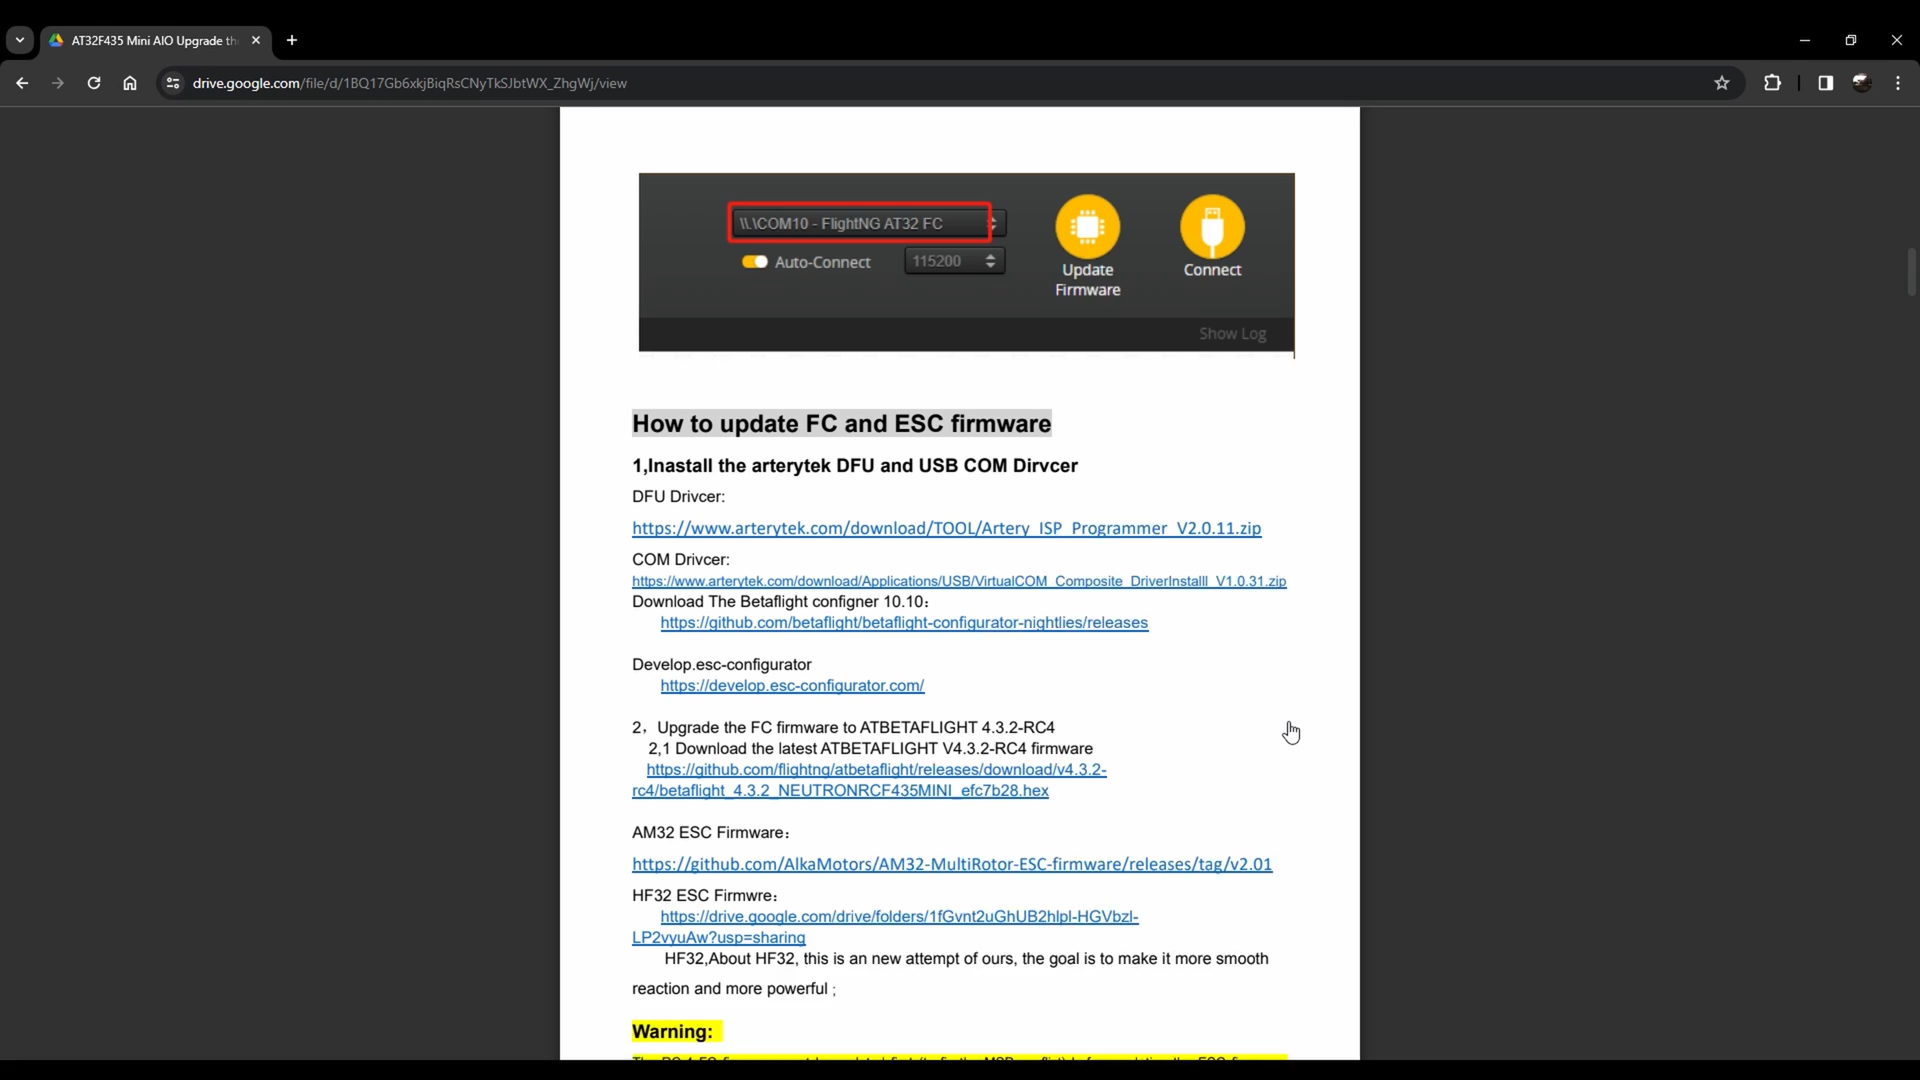 AT32F435 Mini AIO Upgrade th
drive.google.com/file/d/1BQ17Gb6xkjBiqRsCNyTkSJbtWX_ZhgWj/view
\\.\COM10 - FlightNG AT32 FC
Auto-Connect
115200
Update
Firmware
Connect
Show Log
How to update FC and ESC firmware
1,Inastall the arterytek DFU and USB COM Dirvcer
DFU Drivcer:
https://www.arterytek.com/download/TOOL/Artery_ISP_Programmer_V2.0.11.zip
COM Drivcer:
https://www.arterytek.com/download/Applications/USB/VirtualCOM_Composite_DriverInstalll_V1.0.31.zip
Download The Betaflight configner 10.10：
https://github.com/betaflight/betaflight-configurator-nightlies/releases
Develop.esc-configurator
https://develop.esc-configurator.com/
2，Upgrade the FC firmware to ATBETAFLIGHT 4.3.2-RC4
2,1 Download the latest ATBETAFLIGHT V4.3.2-RC4 firmware
https://github.com/flightng/atbetaflight/releases/download/v4.3.2-
rc4/betaflight_4.3.2_NEUTRONRCF435MINI_efc7b28.hex
AM32 ESC Firmware：
https://github.com/AlkaMotors/AM32-MultiRotor-ESC-firmware/releases/tag/v2.01
HF32 ESC Firmwre：
https://drive.google.com/drive/folders/1fGvnt2uGhUB2hlpl-HGVbzl-
LP2vyuAw?usp=sharing
HF32,About HF32, this is an new attempt of ours, the goal is to make it more smooth
reaction and more powerful ;
Warning: